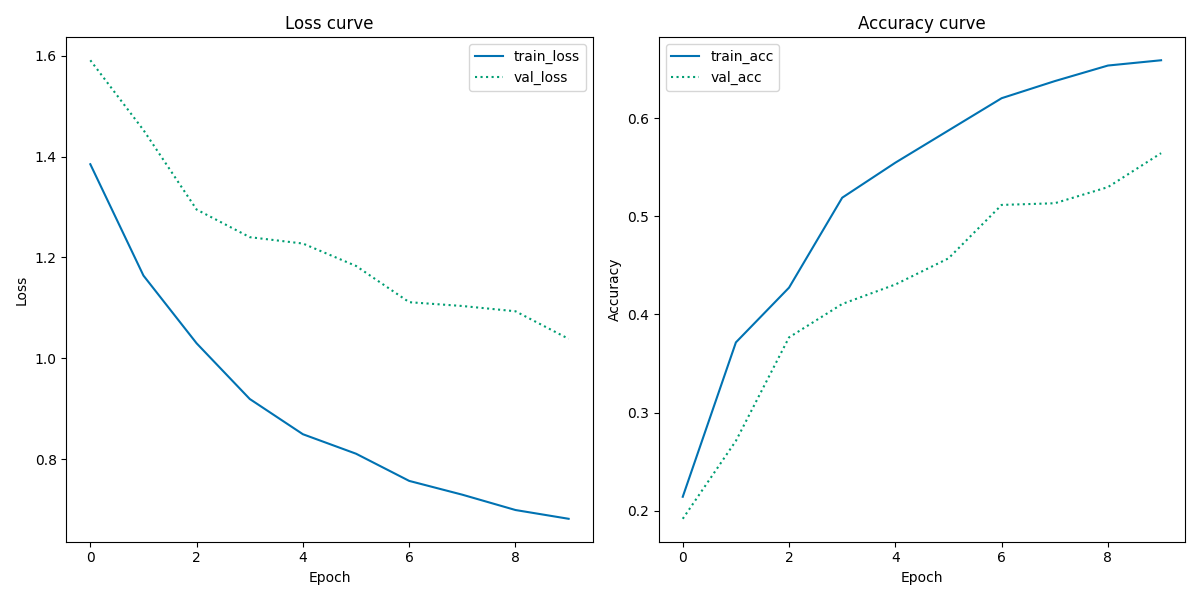 Loss curve
train_loss
val_loss
1.6
1.4
1.2
1.0
0.8
Loss
0 2 4 6 8
Epoch
Accuracy curve
train_acc
val_acc
0.6
0.5
0.4
0.3
0.2
Accuracy
0 2 4 6 8
Epoch